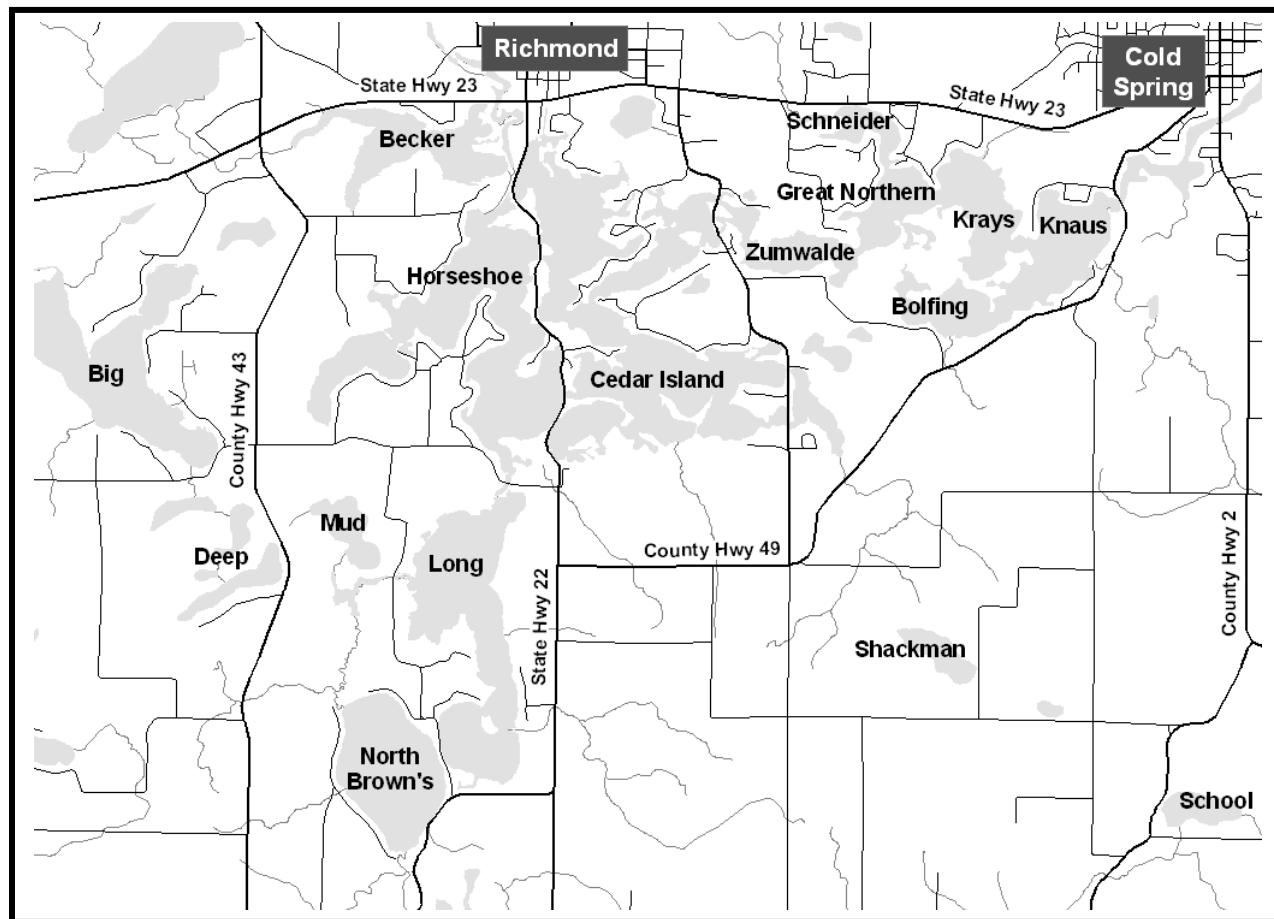 Richmond
Cold
Spring
State Hwy 23
State Hwy 23
Schneider
Becker
Great Northern
Krays
Knaus
Zumwalde
Horseshoe
Bolfing
Big
County Hwy 43
Cedar Island
Mud
Deep
Long
County Hwy 49
State Hwy 22
County Hwy 2
Shackman
North
Brown's
School